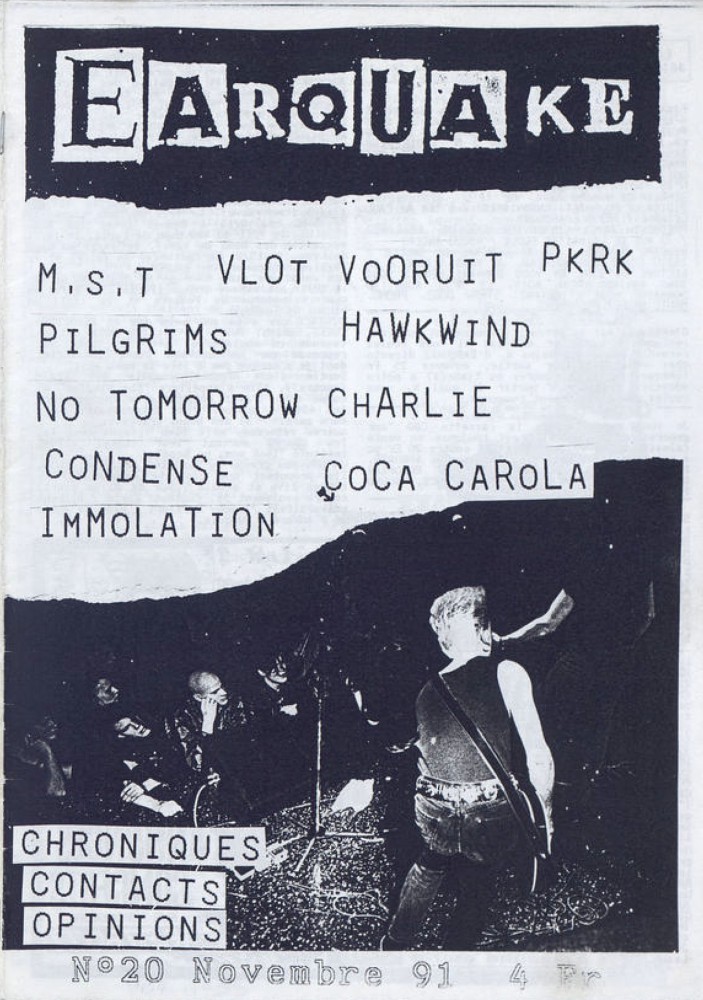 EARQUAKE
M.S.T VLOT VOORUIT PKRK
PILGRIMS HAWKWIND
NO TOMORROW CHARLIE
CONDENSE COCA CAROLA
IMMOLATION
CHRONIQUES
CONTACTS
OPINIONS
N°20 Novembre 91 4 Fr